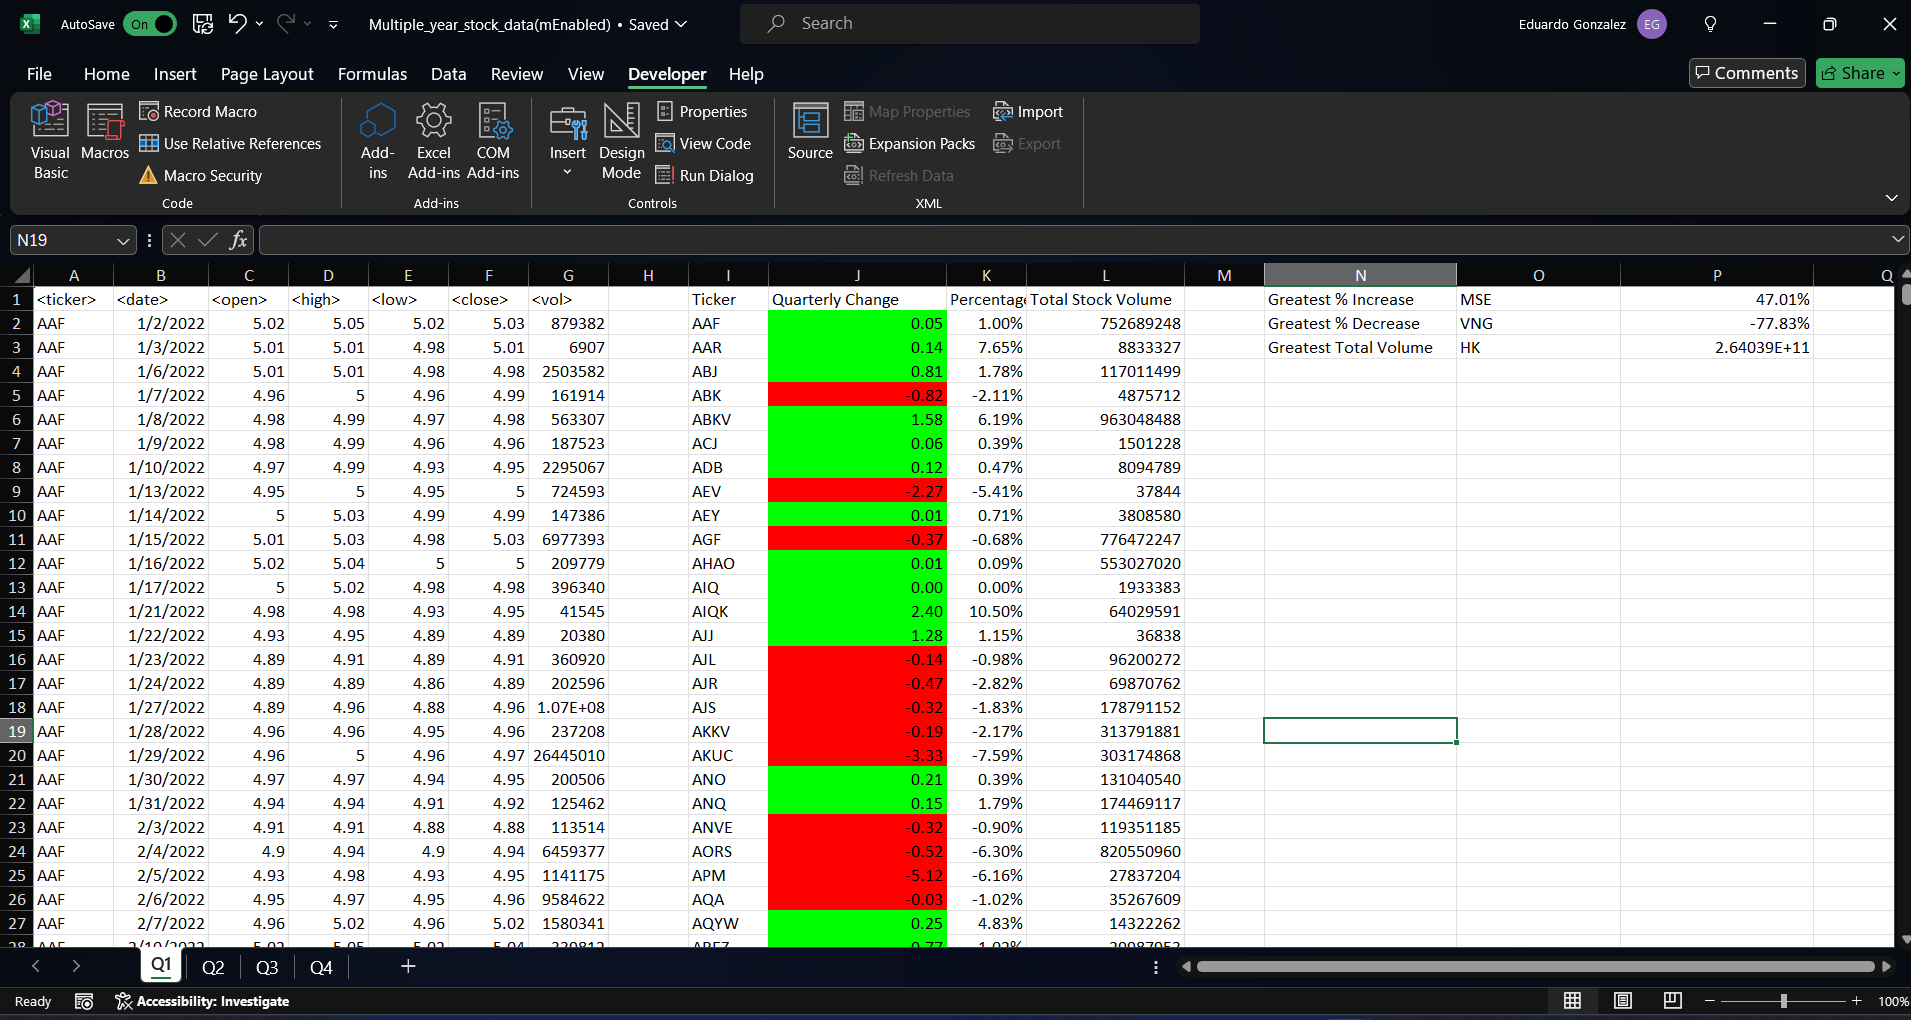 AutoSave On Multiple_year_stock_data(mEnabled) • Saved Search Eduardo Gonzalez EG
File Home Insert Page Layout Formulas Data Review View Developer Help Comments Share
Visual Basic
Macros
Record Macro
Use Relative References
Macro Security
Code
Add-ins
Excel Add-ins
COM Add-ins
Add-ins
Insert
Design Mode
Properties
View Code
Run Dialog
Controls
Source
Map Properties
Expansion Packs
Refresh Data
Import
Export
XML
N19 fx
A B C D E F G H I J K L M N O P Q
1 <ticker> <date> <open> <high> <low> <close> <vol> Ticker Quarterly Change Percentage Total Stock Volume Greatest % Increase MSE 47.01%
2 AAF 1/2/2022 5.02 5.05 5.02 5.03 879382 AAF 0.05 1.00% 752689248 Greatest % Decrease VNG -77.83%
3 AAF 1/3/2022 5.01 5.01 4.98 5.01 6907 AAR 0.14 7.65% 8833327 Greatest Total Volume HK 2.64039E+11
4 AAF 1/6/2022 5.01 5.01 4.98 4.98 2503582 ABJ 0.81 1.78% 117011499
5 AAF 1/7/2022 4.96 5 4.96 4.99 161914 ABK -0.82 -2.11% 4875712
6 AAF 1/8/2022 4.98 4.99 4.97 4.98 563307 ABKV 1.58 6.19% 963048488
7 AAF 1/9/2022 4.98 4.99 4.96 4.96 187523 ACJ 0.06 0.39% 1501228
8 AAF 1/10/2022 4.97 4.99 4.93 4.95 2295067 ADB 0.12 0.47% 8094789
9 AAF 1/13/2022 4.95 5 4.95 5 724593 AEV -2.27 -5.41% 37844
10 AAF 1/14/2022 5 5.03 4.99 4.99 147386 AEY 0.01 0.71% 3808580
11 AAF 1/15/2022 5.01 5.03 4.98 5.03 6977393 AGF -0.37 -0.68% 776472247
12 AAF 1/16/2022 5.02 5.04 5 5 209779 AHAO 0.01 0.09% 553027020
13 AAF 1/17/2022 5 5.02 4.98 4.98 396340 AIQ 0.00 0.00% 1933383
14 AAF 1/21/2022 4.98 4.98 4.93 4.95 41545 AIQK 2.40 10.50% 64029591
15 AAF 1/22/2022 4.93 4.95 4.89 4.89 20380 AJJ 1.28 1.15% 36838
16 AAF 1/23/2022 4.89 4.91 4.89 4.91 360920 AJL -0.14 -0.98% 96200272
17 AAF 1/24/2022 4.89 4.89 4.86 4.89 202596 AJR -0.47 -2.82% 69870762
18 AAF 1/27/2022 4.89 4.96 4.88 4.96 1.07E+08 AJS -0.32 -1.83% 178791152
19 AAF 1/28/2022 4.96 4.96 4.95 4.96 237208 AKKV -0.19 -2.17% 313791881
20 AAF 1/29/2022 4.96 5 4.96 4.97 26445010 AKUC -3.33 -7.59% 303174868
21 AAF 1/30/2022 4.97 4.97 4.94 4.95 200506 ANO 0.21 0.39% 131040540
22 AAF 1/31/2022 4.94 4.94 4.91 4.92 125462 ANQ 0.15 1.79% 174469117
23 AAF 2/3/2022 4.91 4.91 4.88 4.88 113514 ANVE -0.32 -0.90% 119351185
24 AAF 2/4/2022 4.9 4.94 4.9 4.94 6459377 AORS -0.52 -6.30% 820550960
25 AAF 2/5/2022 4.93 4.98 4.93 4.95 1141175 APM -5.12 -6.16% 27837204
26 AAF 2/6/2022 4.95 4.97 4.95 4.96 9584622 AQA -0.03 -1.02% 35267609
27 AAF 2/7/2022 4.96 5.02 4.96 5.02 1580341 AQYW 0.25 4.83% 14322262
Q1 Q2 Q3 Q4
Ready Accessibility: Investigate 100%